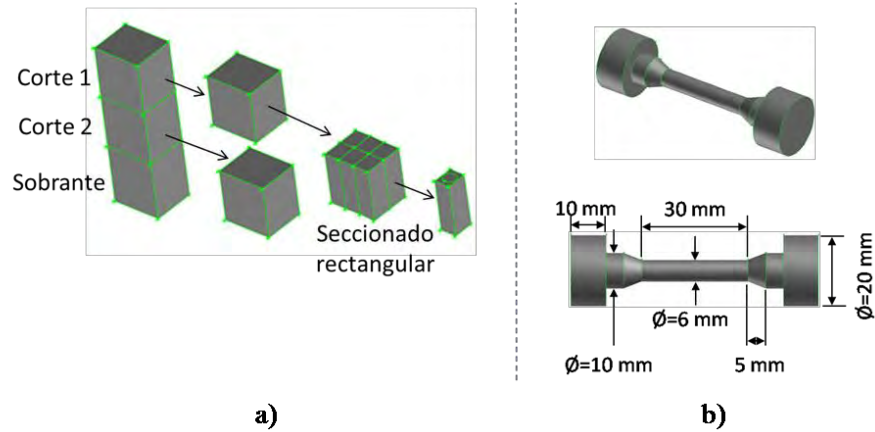 Corte 1
Corte 2
Sobrante
Seccionado
rectangular
a)
10 mm
30 mm
Ø=20 mm
Ø=6 mm
Ø=10 mm
5 mm
b)